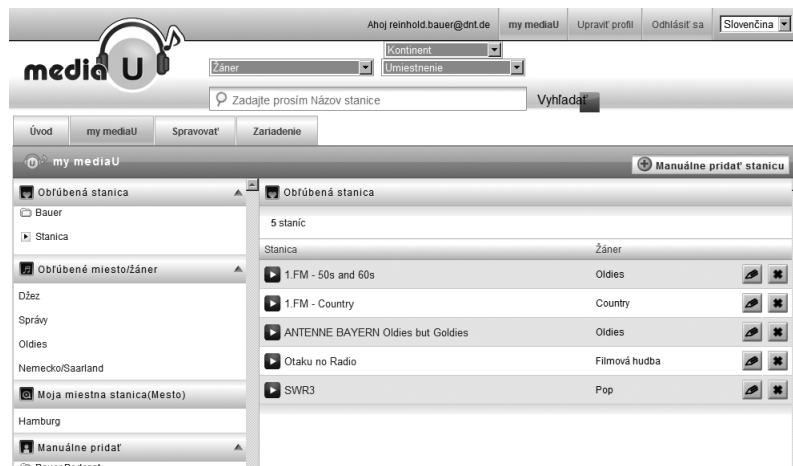 Ahoj reinhold.bauer@dnt.de my mediaU Upraviť profil Odhlásiť sa Slovenčina
media U
Kontinent
Žáner Umiestnenie
Zadajte prosím Názov stanice Vyhľadať
Úvod my mediaU Spravovať Zariadenie
my mediaU Manuálne pridať stanicu
Obľúbená stanica
Bauer
Stanica
Obľúbené miesto/žáner
Džez
Správy
Oldies
Nemecko/Saarland
Moja miestna stanica(Mesto)
Hamburg
Manuálne pridať
Bauer Podcast
Obľúbená stanica
5 staníc
Stanica Žáner
1.FM - 50s and 60s Oldies
1.FM - Country Country
ANTENNE BAYERN Oldies but Goldies Oldies
Otaku no Radio Filmová hudba
SWR3 Pop